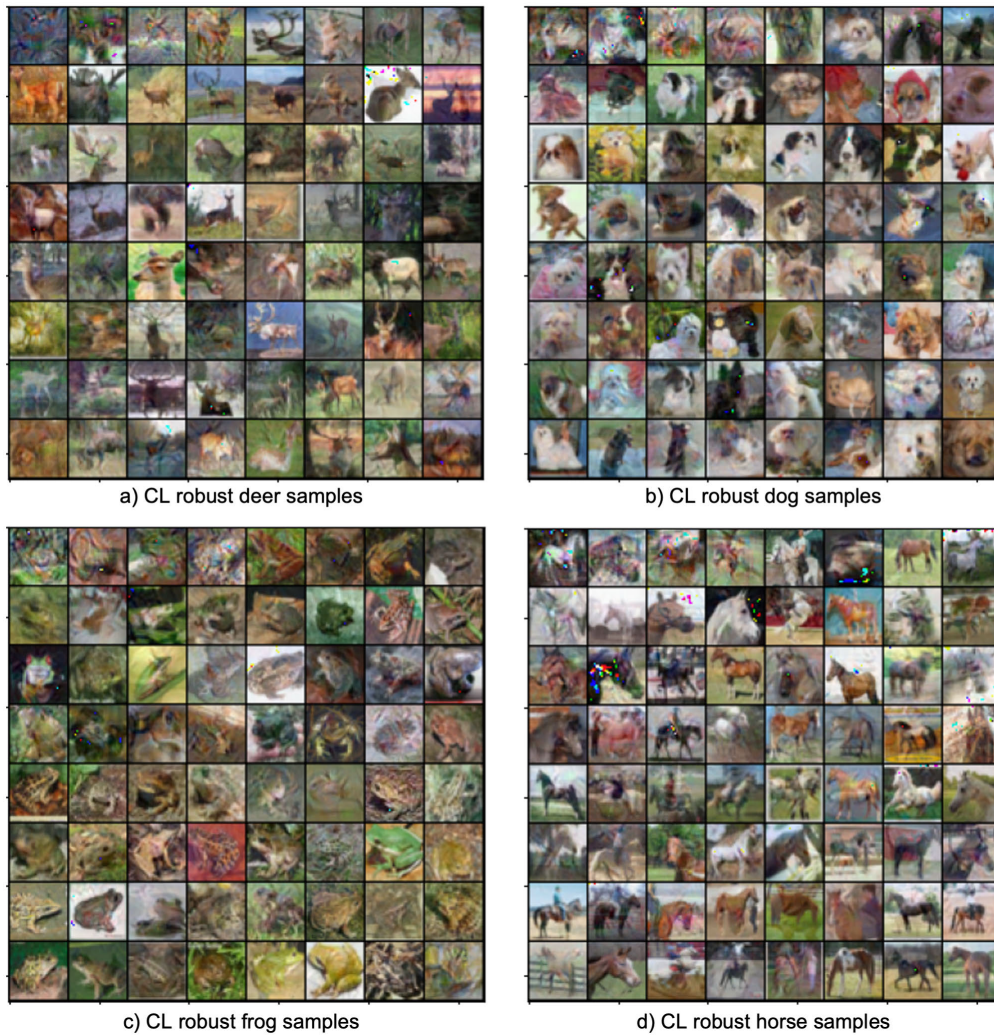 a) CL robust deer samples
b) CL robust dog samples
c) CL robust frog samples
d) CL robust horse samples